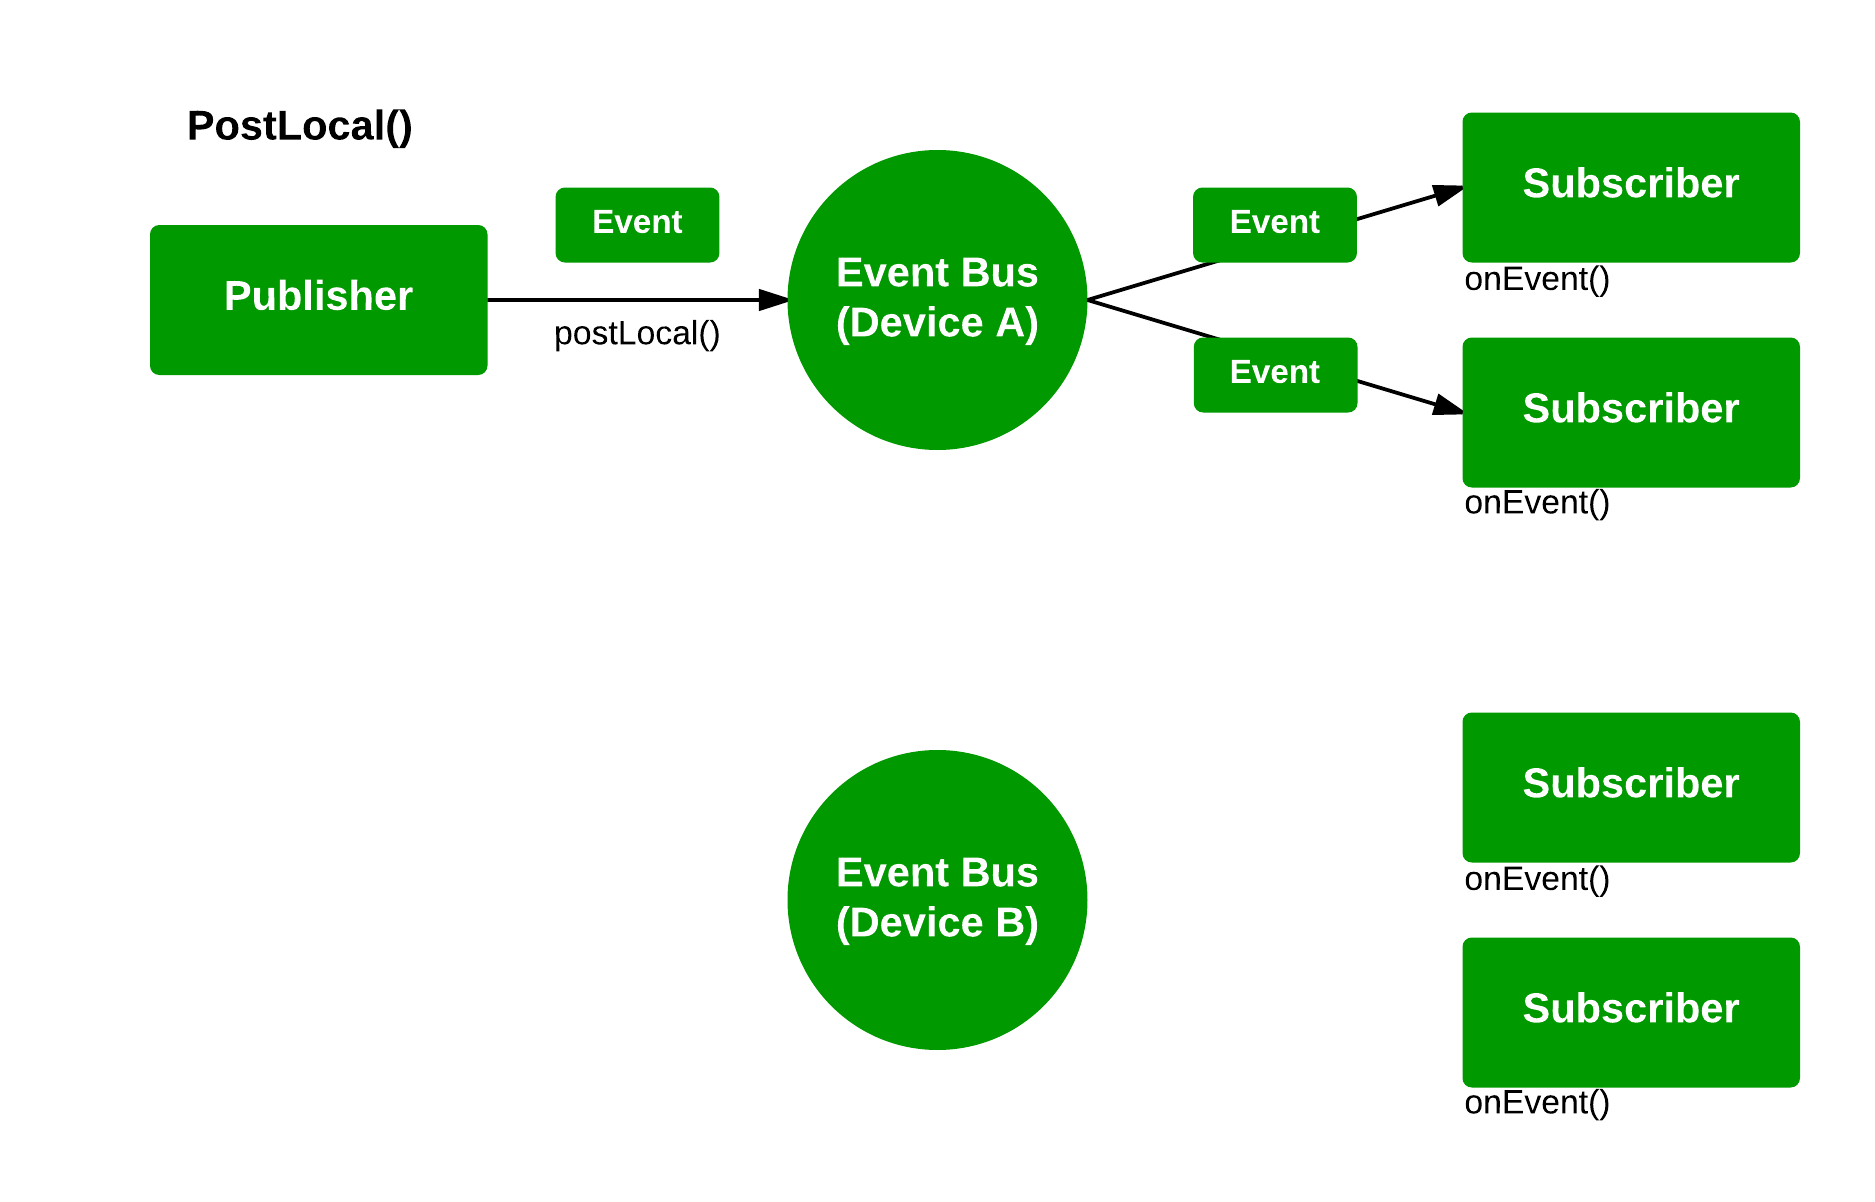 PostLocal()
Publisher
Event
postLocal()
Event Bus
(Device A)
Event
Event
Subscriber
onEvent()
Subscriber
onEvent()
Event Bus
(Device B)
Subscriber
onEvent()
Subscriber
onEvent()